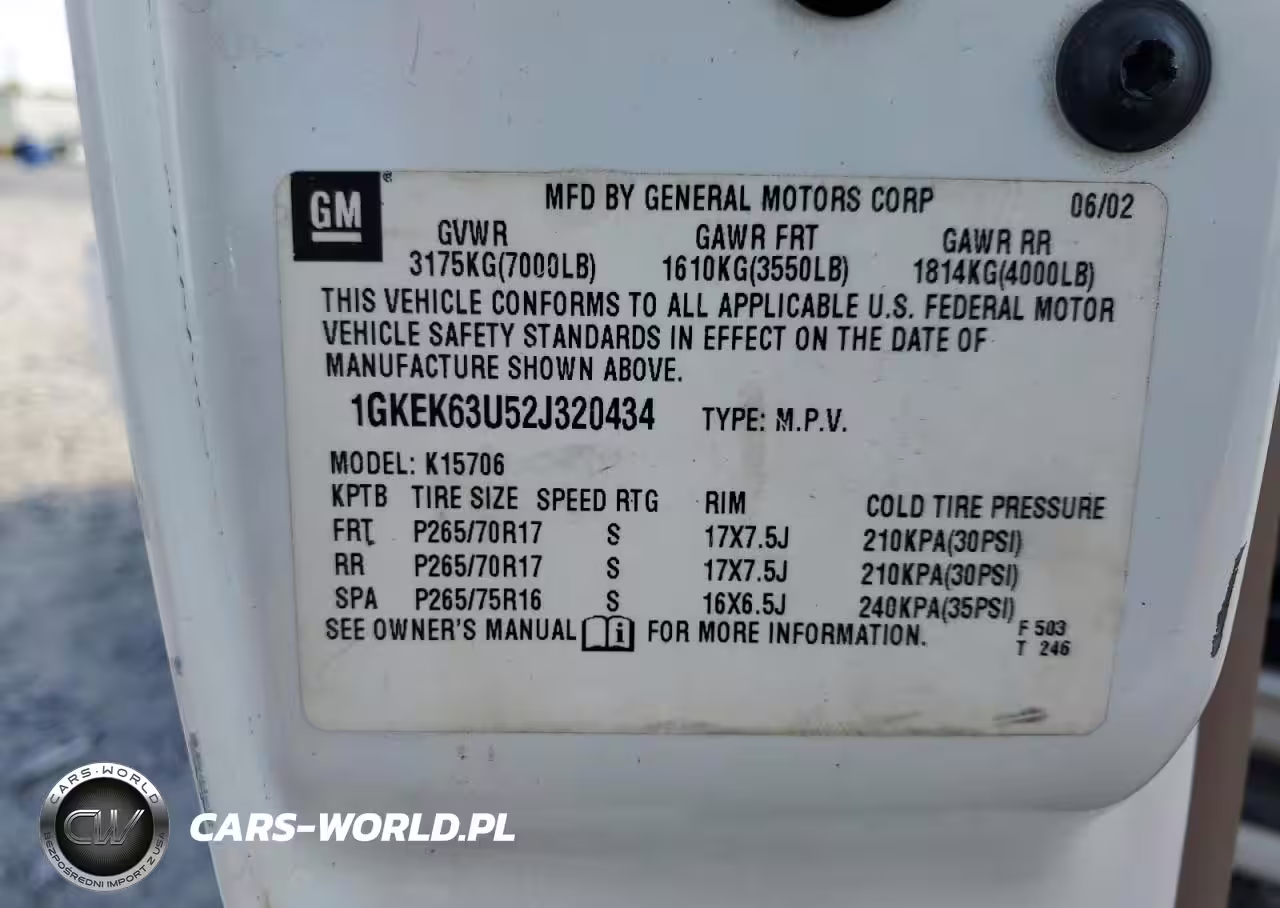 GM
MFD BY GENERAL MOTORS CORP 06/02
GVWR GAWR FRT GAWR RR
3175KG(7000LB) 1610KG(3550LB) 1814KG(4000LB)
THIS VEHICLE CONFORMS TO ALL APPLICABLE U.S. FEDERAL MOTOR
VEHICLE SAFETY STANDARDS IN EFFECT ON THE DATE OF
MANUFACTURE SHOWN ABOVE.
1GKEK63U52J320434 TYPE: M.P.V.
MODEL: K15706
KPTB TIRE SIZE SPEED RTG RIM COLD TIRE PRESSURE
FRT P265/70R17 S 17X7.5J 210KPA(30PSI)
RR P265/70R17 S 17X7.5J 210KPA(30PSI)
SPA P265/75R16 S 16X6.5J 240KPA(35PSI)
SEE OWNER'S MANUAL i FOR MORE INFORMATION.
F 503
T 246
CARS-WORLD
CW
BEZPOŚREDNI IMPORT Z USA
CARS-WORLD.PL